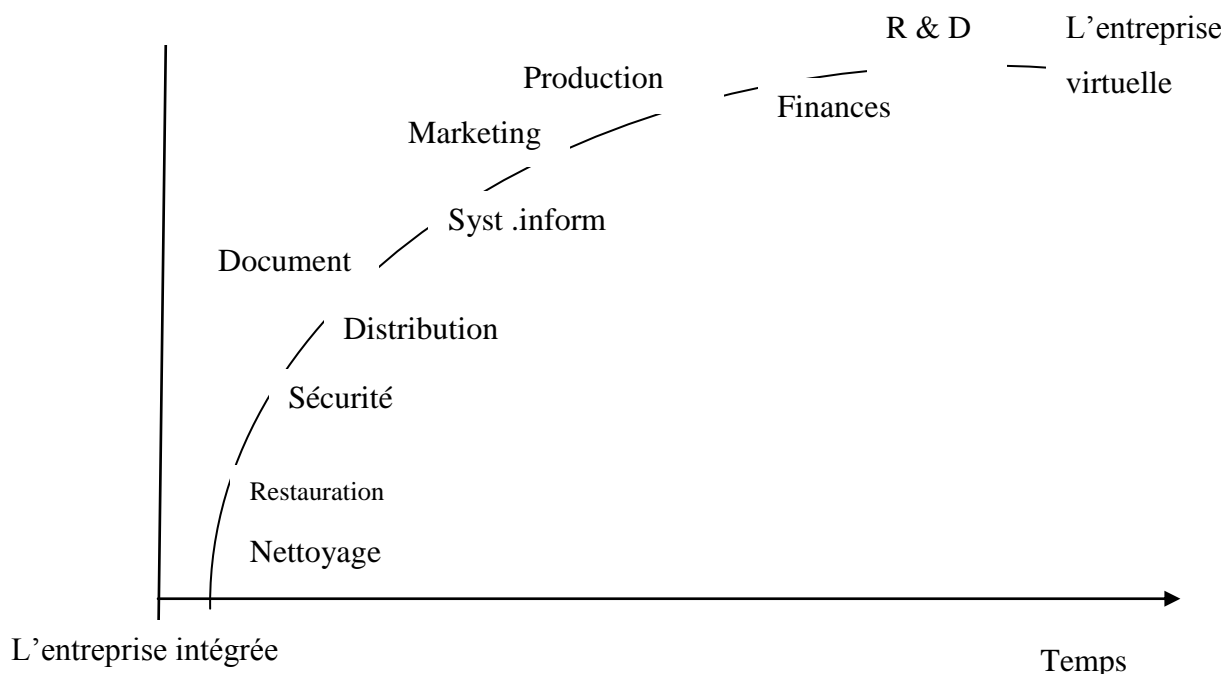 R & D
L’entreprise
virtuelle
Production
Finances
Marketing
Syst .inform
Document
Distribution
Sécurité
Restauration
Nettoyage
L’entreprise intégrée
Temps